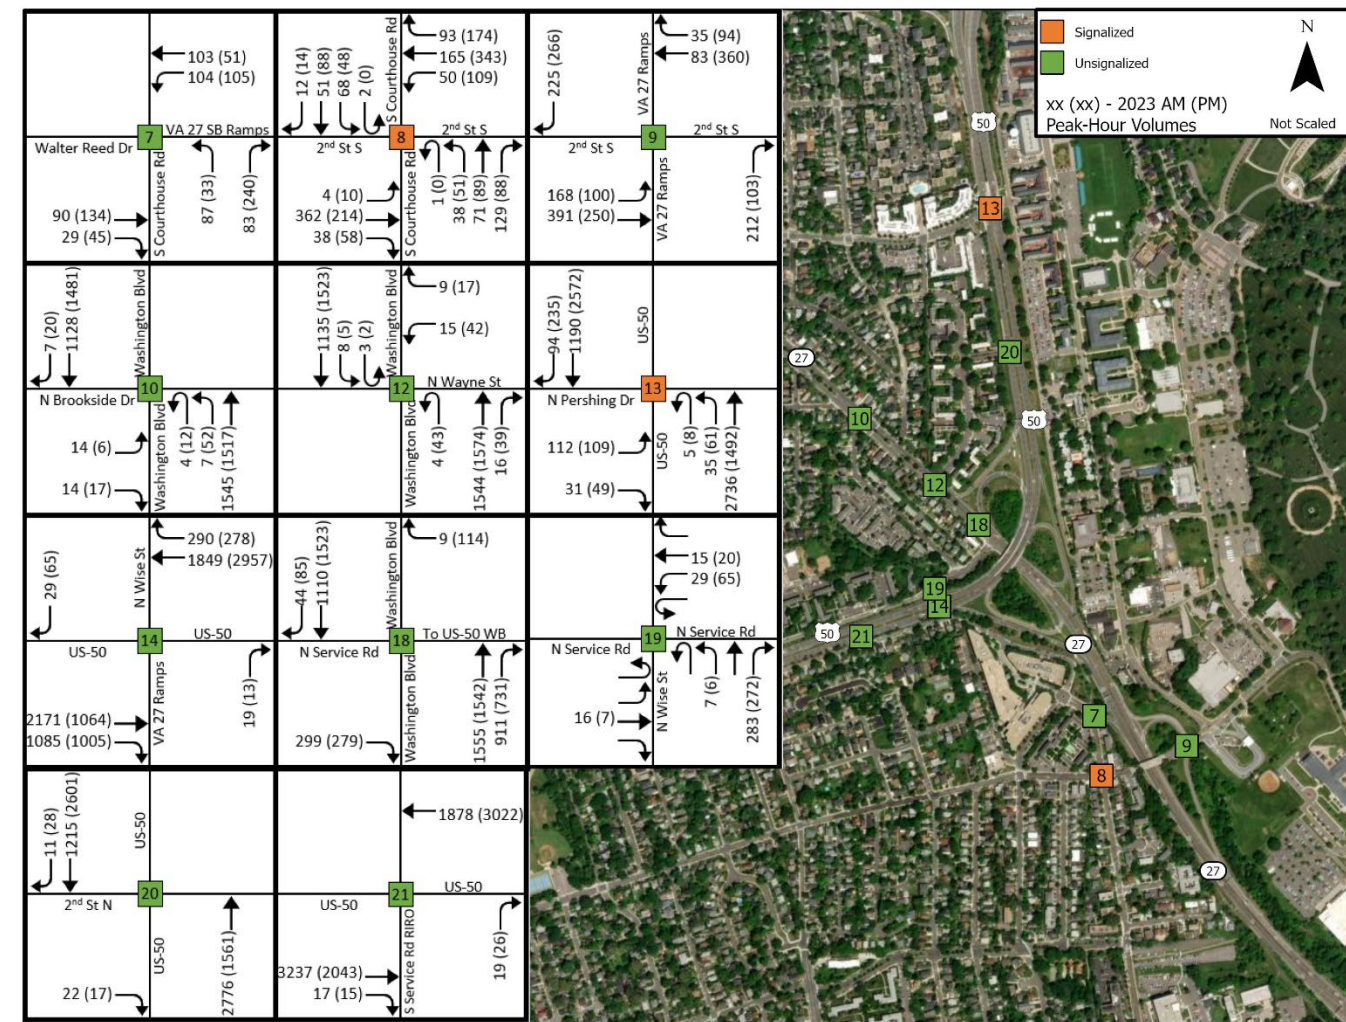 103 (51)
104 (105)
7
VA 27 SB Ramps
Walter Reed Dr
S Courthouse Rd
90 (134)
29 (45)
87 (33)
83 (240)
12 (14)
51 (88)
68 (48)
2 (0)
S Courthouse Rd
93 (174)
165 (343)
50 (109)
8
2nd St S
2nd St S
S Courthouse Rd
4 (10)
362 (214)
38 (58)
1 (0)
38 (51)
71 (89)
129 (88)
225 (266)
VA 27 Ramps
35 (94)
83 (360)
9
2nd St S
2nd St S
VA 27 Ramps
168 (100)
391 (250)
212 (103)
7 (20)
1128 (1481)
Washington Blvd
10
N Brookside Dr
Washington Blvd
14 (6)
14 (17)
4 (12)
7 (52)
1545 (1517)
1135 (1523)
8 (5)
3 (2)
Washington Blvd
9 (17)
15 (42)
12
N Wayne St
Washington Blvd
4 (43)
1544 (1574)
16 (39)
94 (235)
1190 (2572)
US-50
13
N Pershing Dr
US-50
112 (109)
31 (49)
5 (8)
35 (61)
2736 (1492)
29 (65)
N Wise St
290 (278)
1849 (2957)
14
US-50
US-50
VA 27 Ramps
2171 (1064)
1085 (1005)
19 (13)
44 (85)
1110 (1523)
Washington Blvd
9 (114)
18
To US-50 WB
N Service Rd
Washington Blvd
299 (279)
1555 (1542)
911 (731)
15 (20)
29 (65)
19
N Service Rd
N Service Rd
N Wise St
16 (7)
7 (6)
283 (272)
11 (28)
1215 (2601)
US-50
20
2nd St N
US-50
22 (17)
2776 (1561)
1878 (3022)
21
US-50
US-50
S Service Rd RIRO
3237 (2043)
17 (15)
19 (26)
Signalized
Unsignalized
xx (xx) - 2023 AM (PM)
Peak-Hour Volumes
N
Not Scaled
50
13
20
27
50
10
12
18
19
14
50
21
27
7
9
8
27